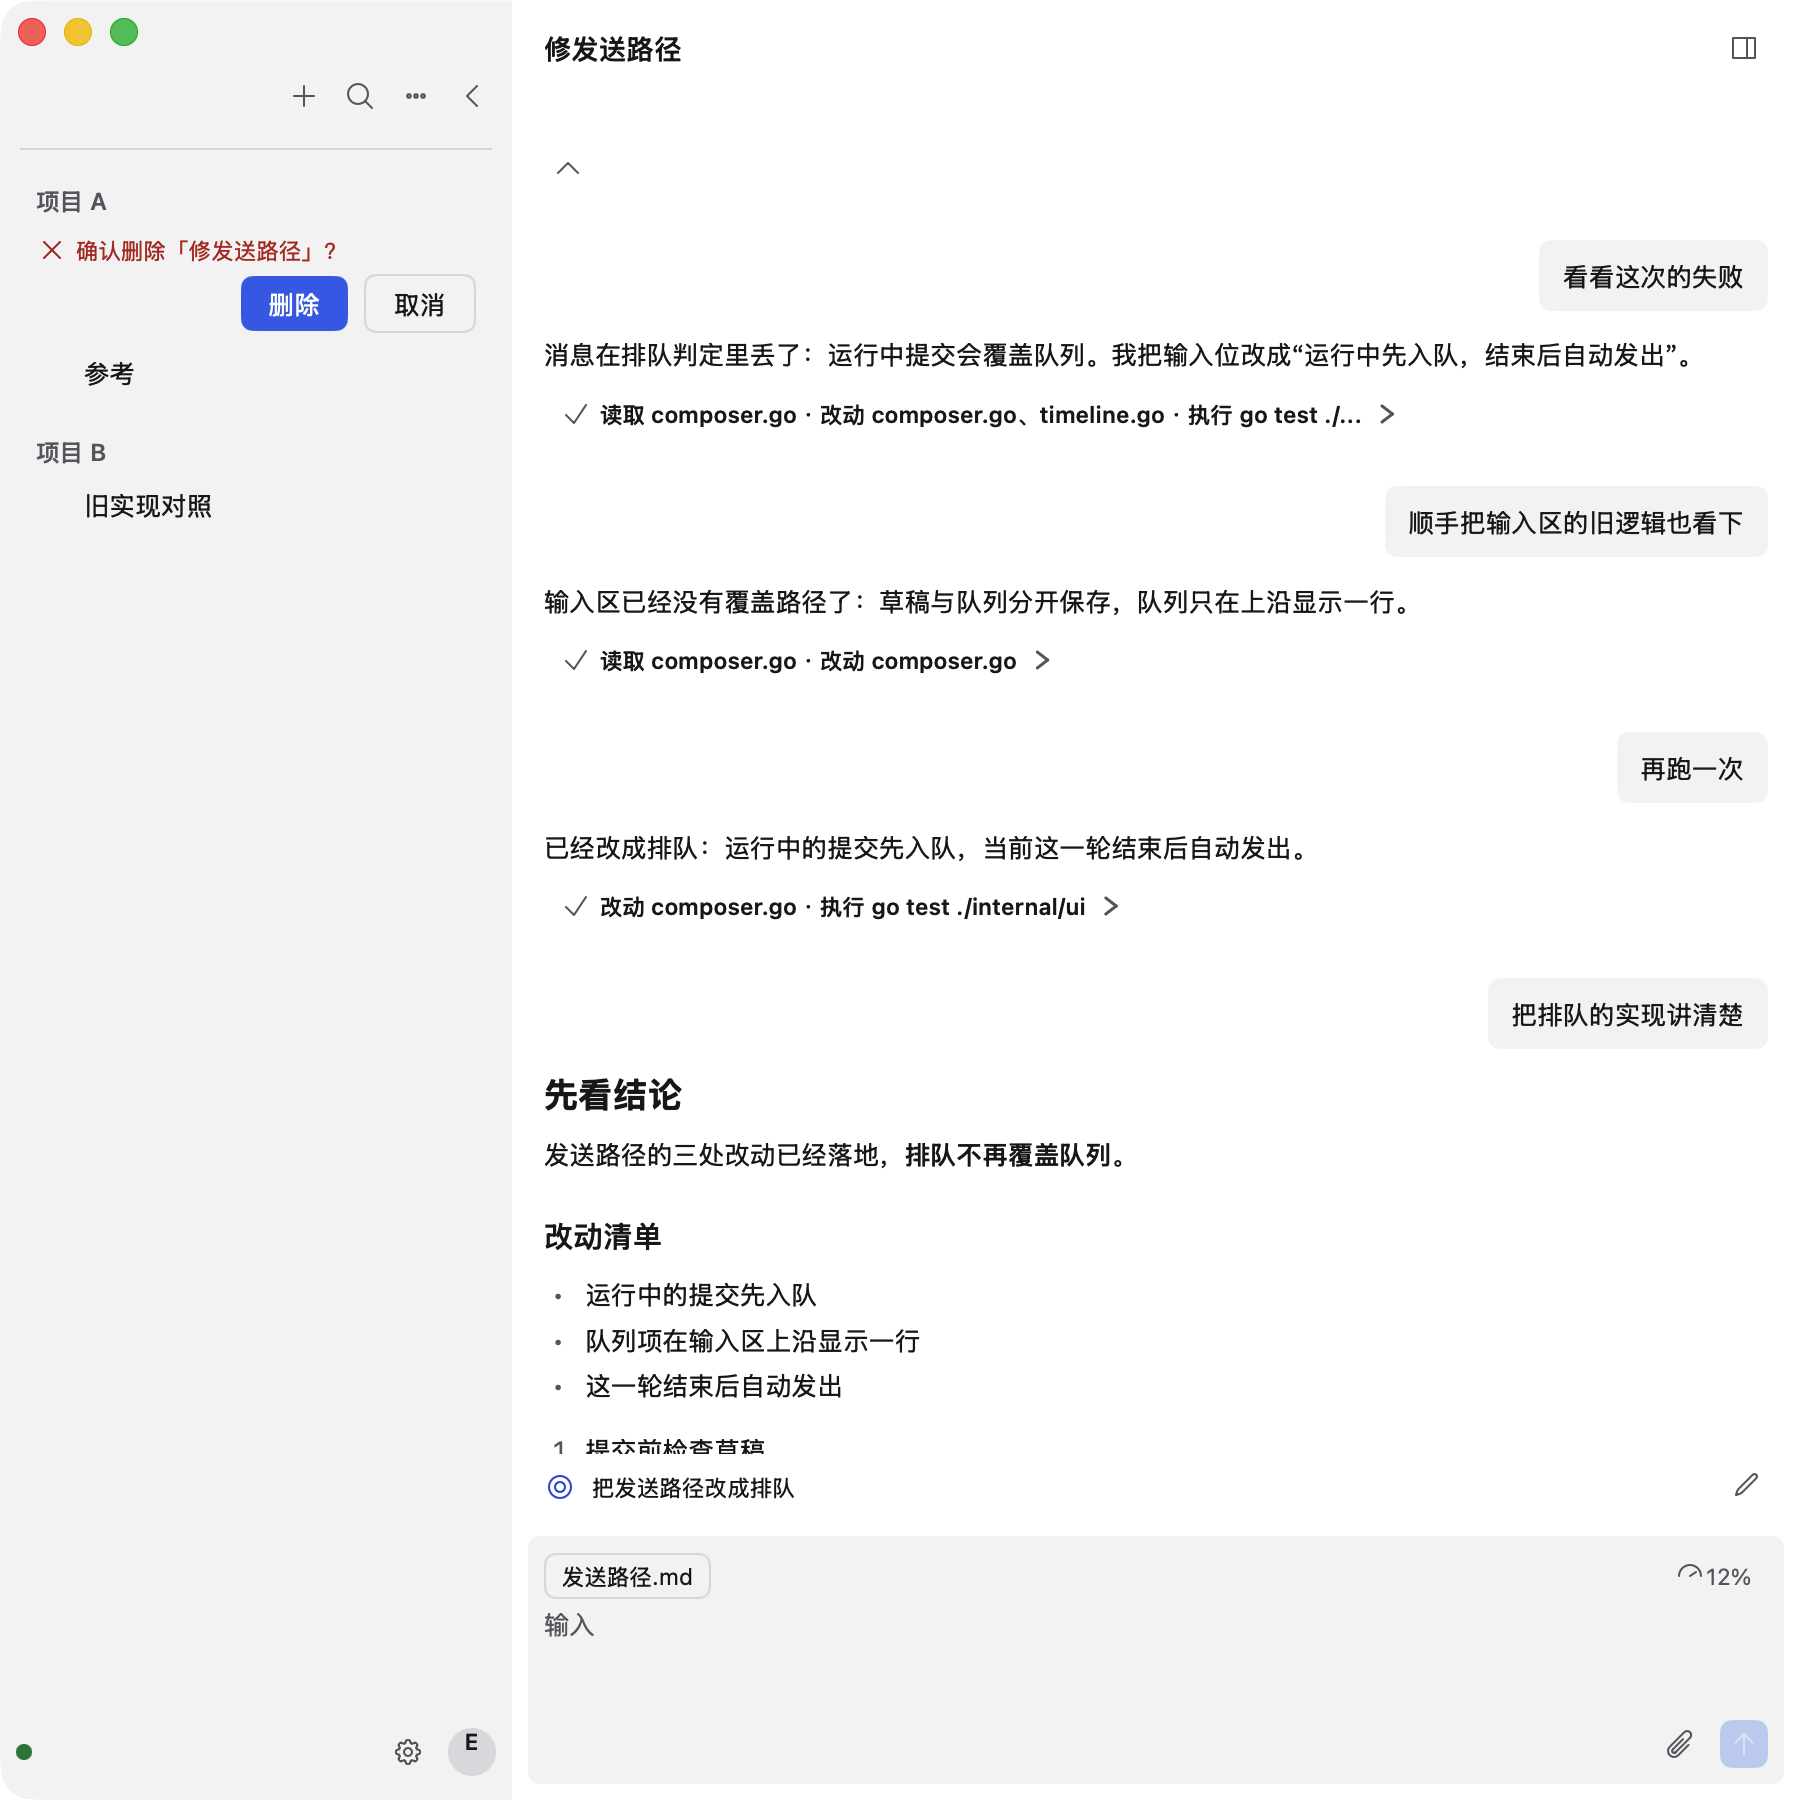 修发送路径
项目 A
确认删除「修发送路径」?
删除
取消
参考
项目 B
旧实现对照
E
看看这次的失败
消息在排队判定里丢了：运行中提交会覆盖队列。我把输入位改成“运行中先入队，结束后自动发出”。
读取 composer.go · 改动 composer.go、timeline.go · 执行 go test ./...
顺手把输入区的旧逻辑也看下
输入区已经没有覆盖路径了：草稿与队列分开保存，队列只在上沿显示一行。
读取 composer.go · 改动 composer.go
再跑一次
已经改成排队：运行中的提交先入队，当前这一轮结束后自动发出。
改动 composer.go · 执行 go test ./internal/ui
把排队的实现讲清楚
先看结论
发送路径的三处改动已经落地，排队不再覆盖队列。
改动清单
• 运行中的提交先入队
• 队列项在输入区上沿显示一行
• 这一轮结束后自动发出
1 提交前检查草稿
把发送路径改成排队
发送路径.md
12%
输入